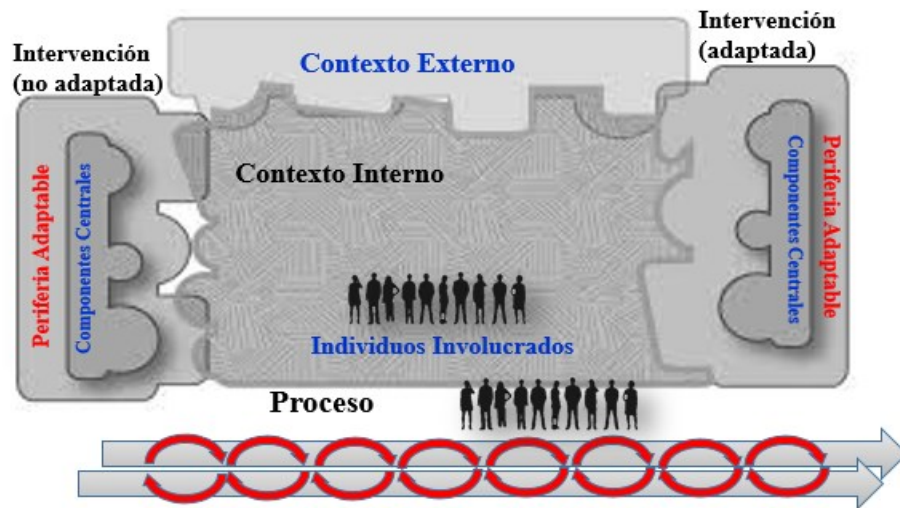 Intervención
(no adaptada)
Contexto Externo
Intervención
(adaptada)
Periferia Adaptable
Componentes Centrales
Contexto Interno
Componentes Centrales
Periferia Adaptable
Individuos Involucrados
Proceso